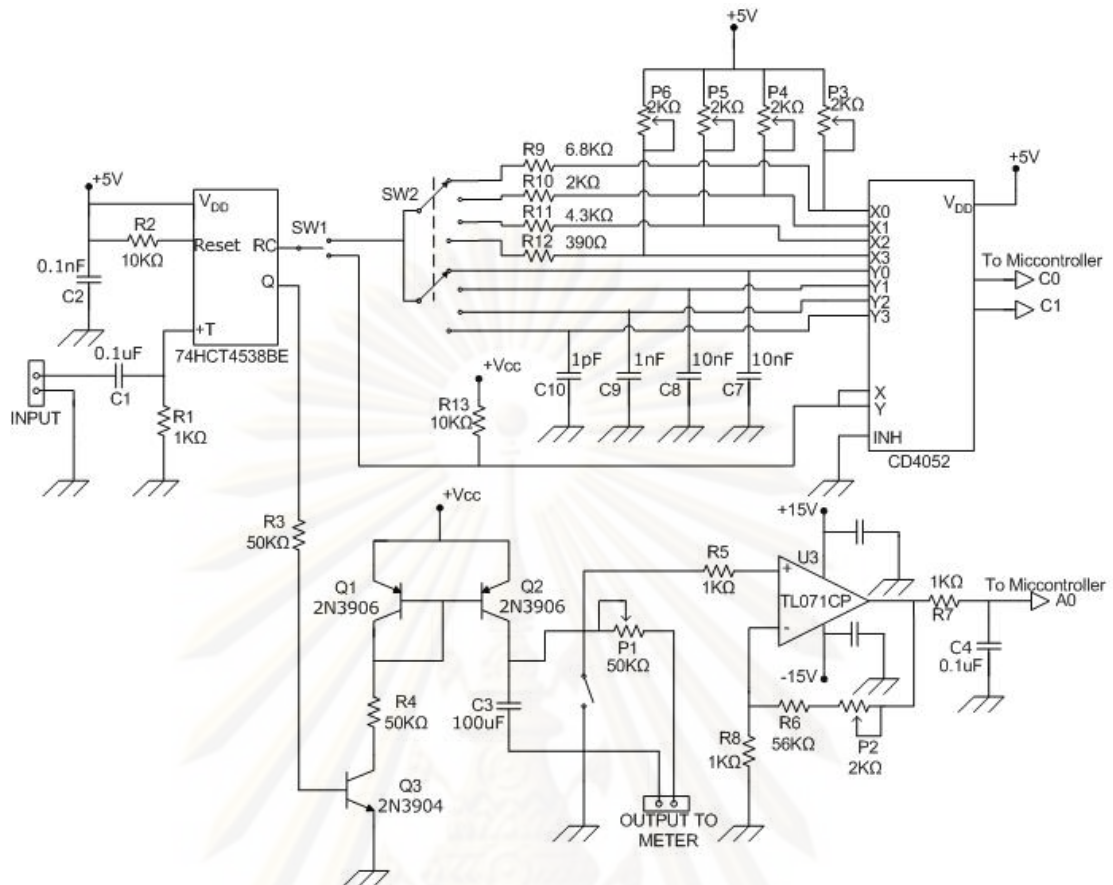 +5V
P6
2KΩ
P5
2KΩ
P4
2KΩ
P3
2KΩ
+5V
VDD
R2
10KΩ
Reset
RC
Q
+T
74HCT4538BE
0.1nF
C2
0.1uF
C1
INPUT
R1
1KΩ
SW1
SW2
R9 6.8KΩ
R10 2KΩ
R11 4.3KΩ
R12 390Ω
+5V
VDD
X0
X1
X2
X3
Y0
Y1
Y2
Y3
X
Y
INH
CD4052
To Miccontroller
C0
C1
1pF
C10
1nF
C9
10nF
C8
10nF
C7
+Vcc
R13
10KΩ
R3
50KΩ
+Vcc
Q1
2N3906
Q2
2N3906
R4
50KΩ
C3
100uF
P1
50KΩ
Q3
2N3904
OUTPUT TO
METER
R5
1KΩ
+15V
U3
+
TL071CP
-
-15V
1KΩ
R7
To Miccontroller
A0
C4
0.1uF
R6
56KΩ
P2
2KΩ
R8
1KΩ